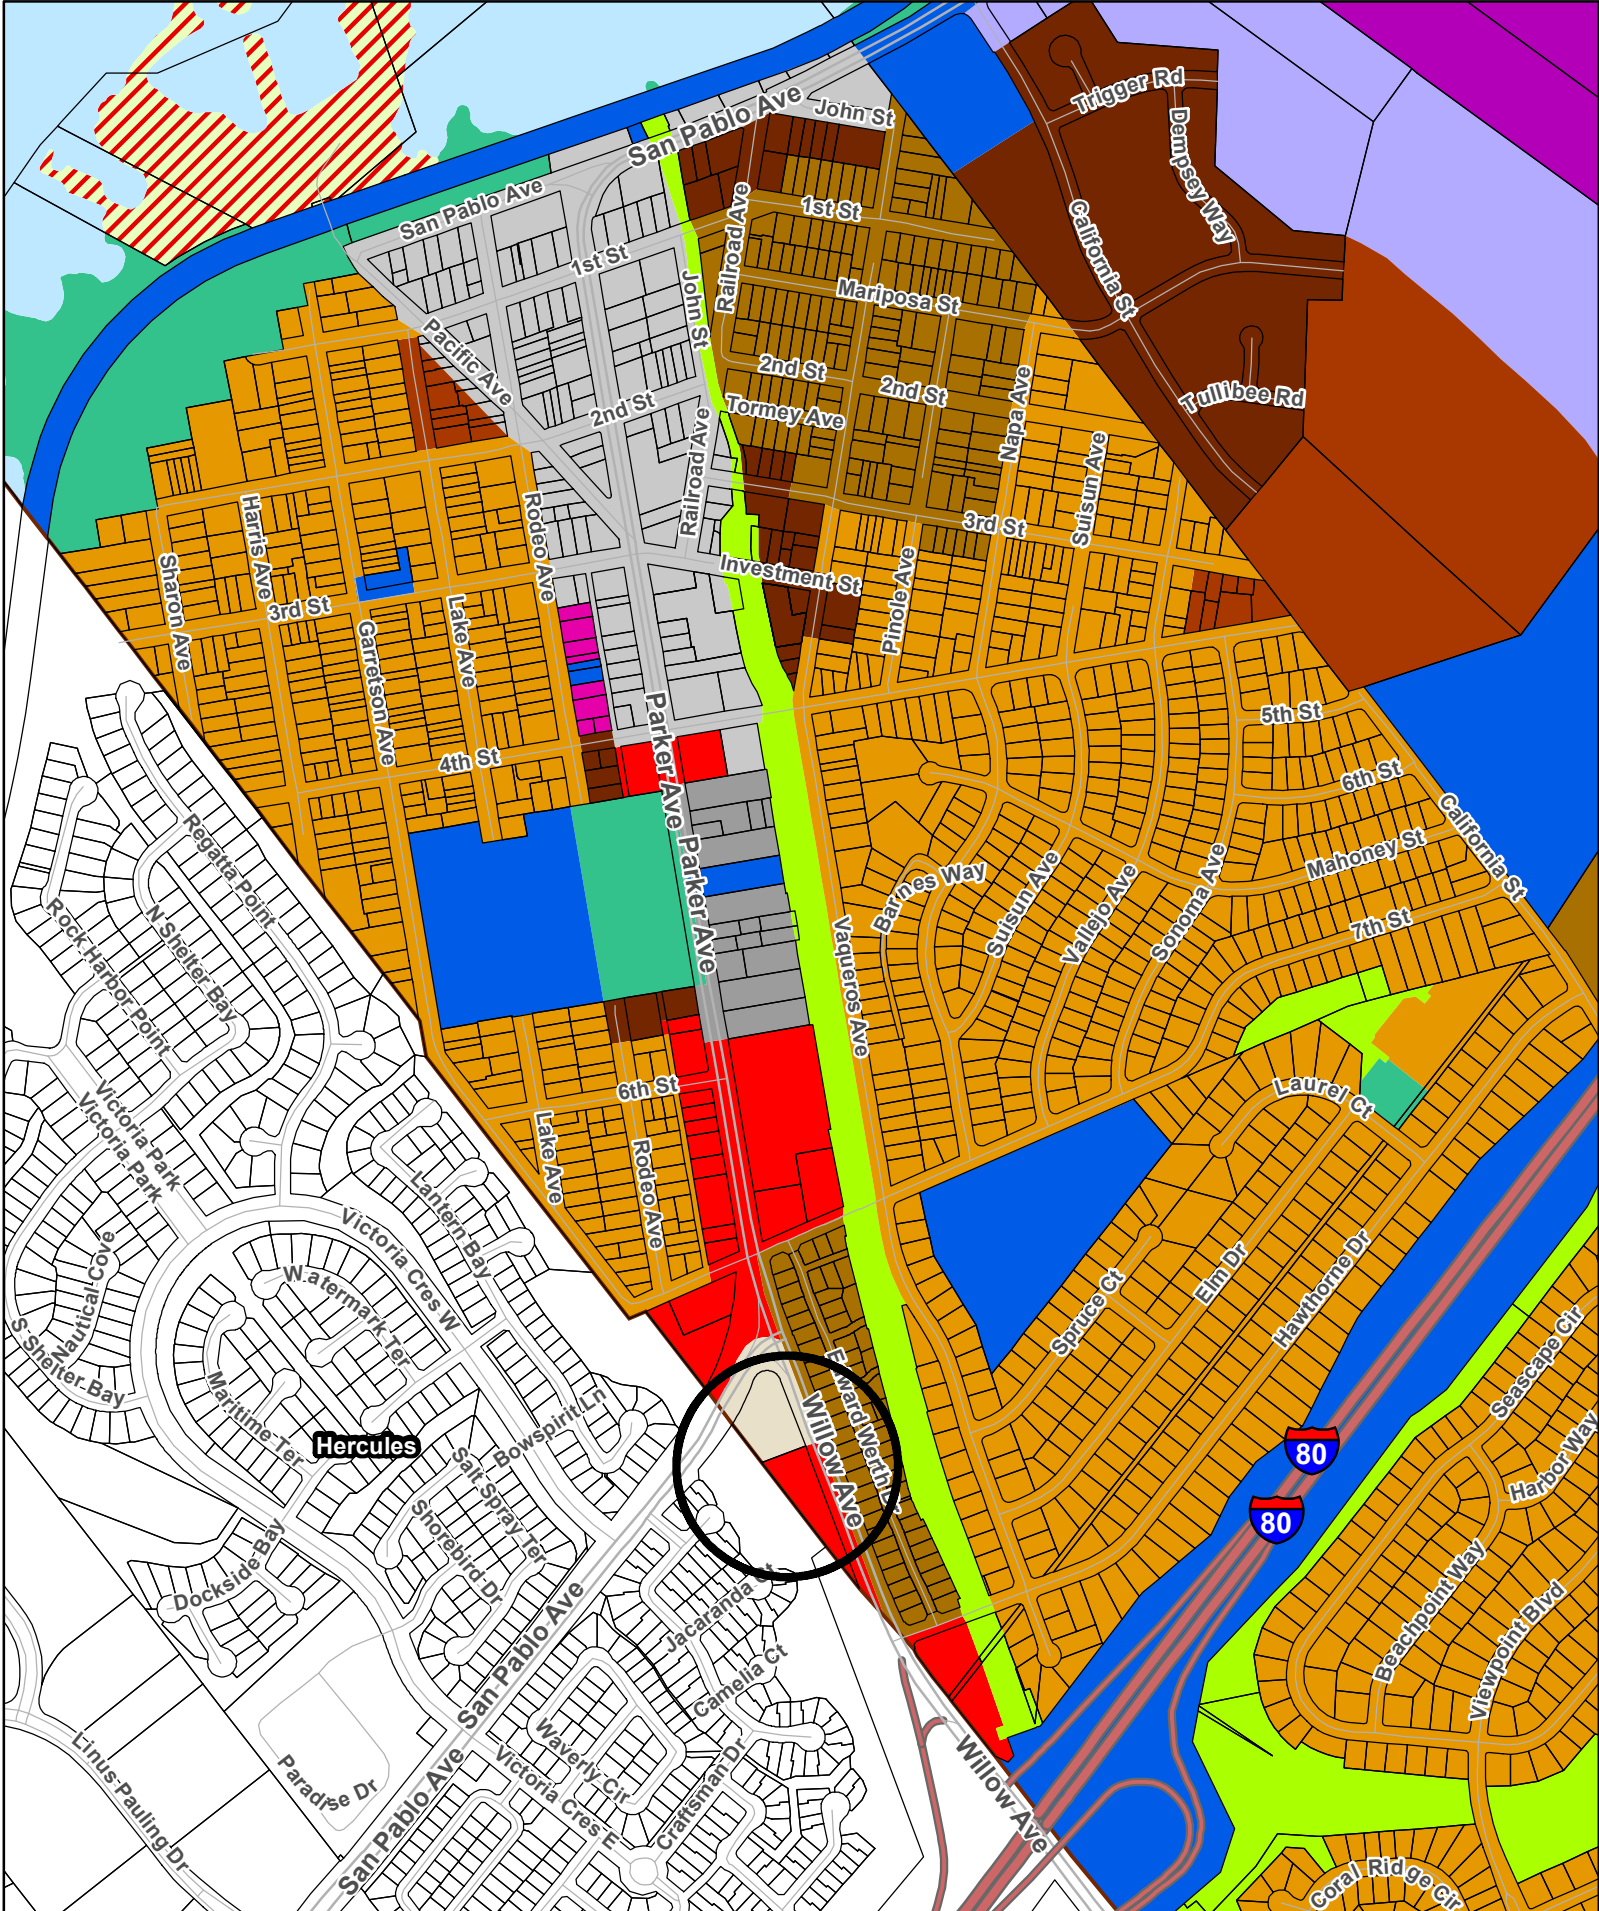 San Pablo Ave
John St
Trigger Rd
Dempsey Way
San Pablo Ave
1st St
Railroad Ave
1st St
California St
John St
Mariposa St
Pacific Ave
2nd St
2nd St
Tullibee Rd
2nd St
Tormey Ave
Napa Ave
Railroad Ave
Suisun Ave
Harris Ave
Rodeo Ave
3rd St
Sharon Ave
Investment St
Pinole Ave
3rd St
Lake Ave
Garretson Ave
Parker Ave
5th St
4th St
6th St
California St
Regatta Point
Parker Ave
Mahoney St
Barnes Way
Suisun Ave
Vallejo Ave
Sonoma Ave
7th St
Rock Harbor Point
N Shelter Bay
Vaqueros Ave
Victoria Park
Victoria Park
6th St
Laurel Ct
Lake Ave
Rodeo Ave
Lantern Bay
Victoria Cres W
Nautical Cove
Watermark Ter
Spruce Ct
Elm Dr
Hawthorne Dr
S Shelter Bay
Edward Werth Dr
Seascape Cir
Maritime Ter
Willow Ave
Bowspirit Ln
Hercules
80
Harbor Way
Salt Spray Ter
80
Shorebird Dr
Dockside Bay
Jacaranda Ct
Beachpoint Way
Viewpoint Blvd
San Pablo Ave
Camelia Ct
Linus Pauling Dr
Paradise Dr
Waverly Cir
Victoria Cres E
Craftsman Dr
Willow Ave
San Pablo Ave
Coral Ridge Cir